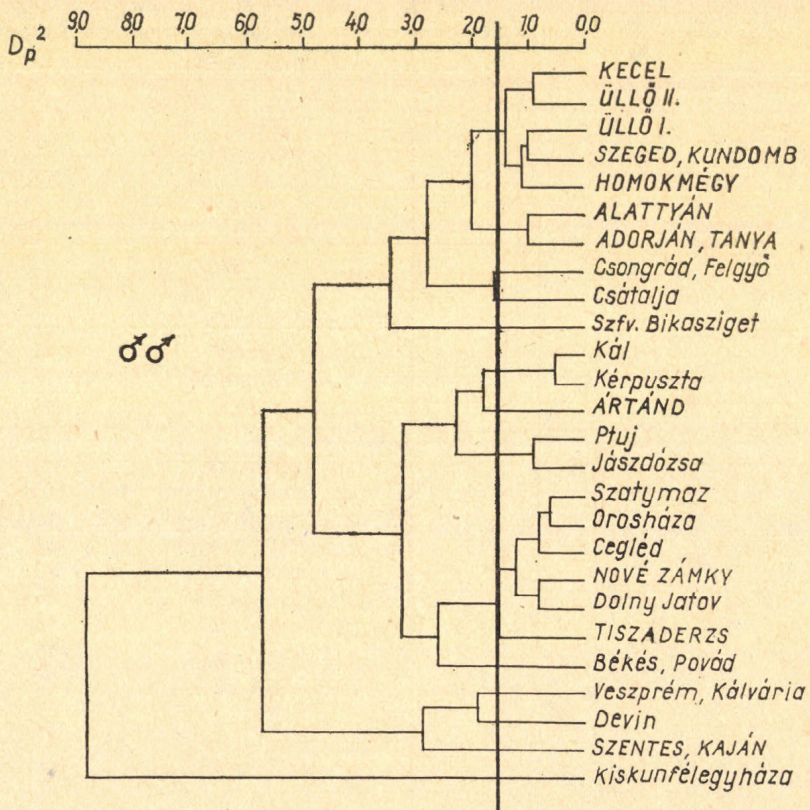 Dp² 9,0 8,0 7,0 6,0 5,0 4,0 3,0 2,0 1,0 0,0
KECEL
ÜLLŐ II.
ÜLLŐ I.
SZEGED, KUNDOMB
HOMOKMÉGY
ALATTYÁN
ADORJÁN, TANYA
Csongrád, Felgyő
Csátalja
Szfv. Bikasziget
♂♂
Kál
Kérpuszta
ÁRTÁND
Ptuj
Jászdózsa
Szatymaz
Orosháza
Cegléd
NOVÉ ZÁMKY
Dolny Jatov
TISZADERZS
Békés, Povád
Veszprém, Kálvária
Devin
SZENTES, KAJÁN
Kiskunfélegyháza